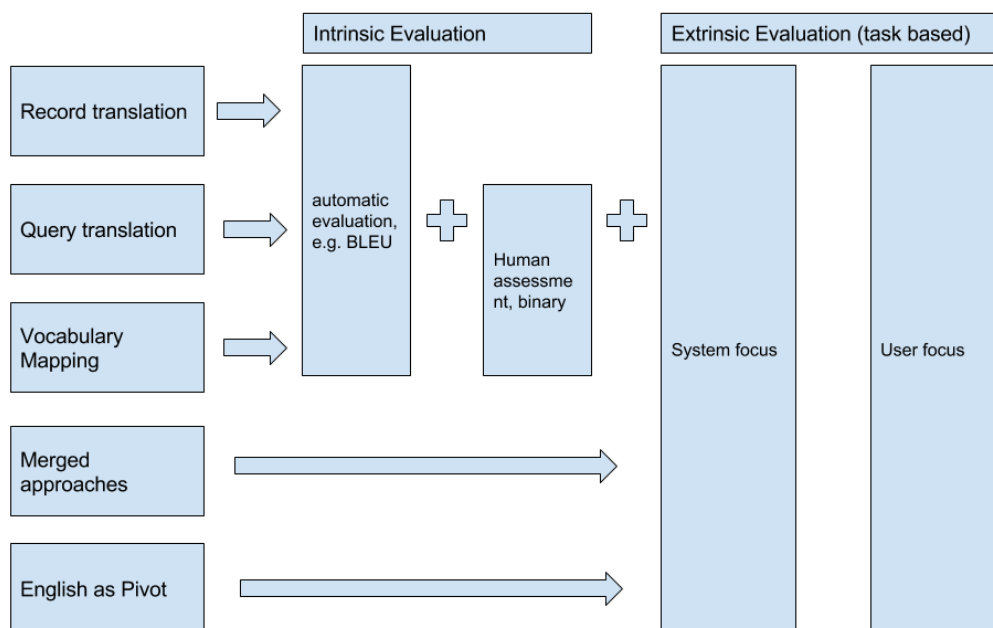 Intrinsic Evaluation
Extrinsic Evaluation (task based)
Record translation
Query translation
Vocabulary
Mapping
Merged
approaches
English as Pivot
automatic
evaluation,
e.g. BLEU
Human
assessme
nt, binary
System focus
User focus